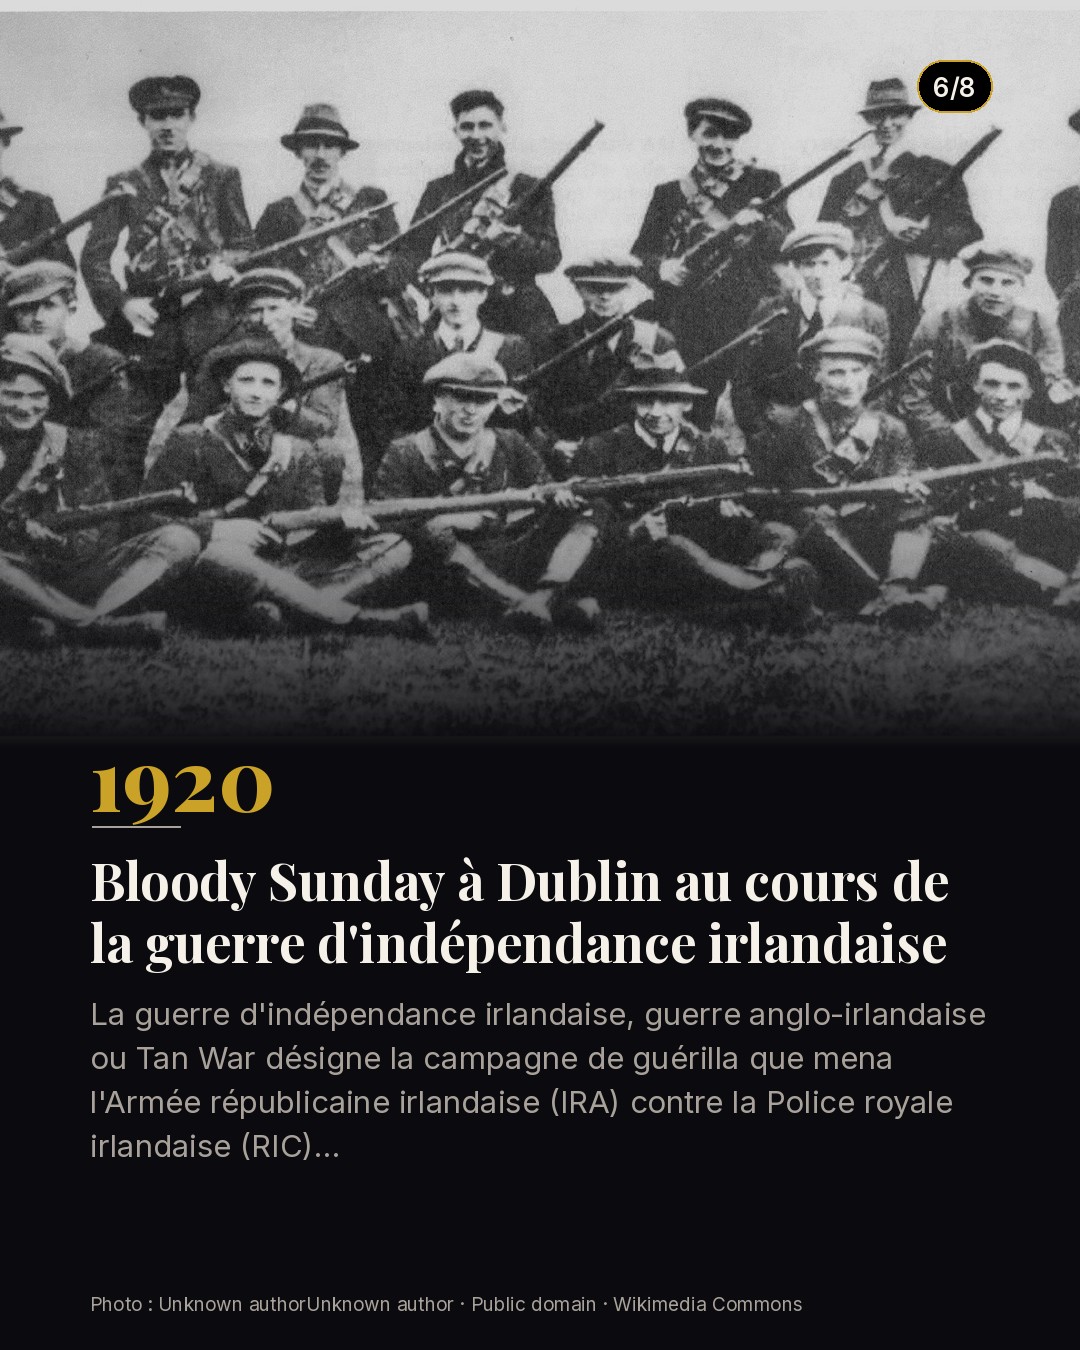 6/8
1920
Bloody Sunday à Dublin au cours de
la guerre d'indépendance irlandaise
La guerre d'indépendance irlandaise, guerre anglo-irlandaise
ou Tan War désigne la campagne de guérilla que mena
l'Armée républicaine irlandaise (IRA) contre la Police royale
irlandaise (RIC)...
Photo : Unknown authorUnknown author · Public domain · Wikimedia Commons